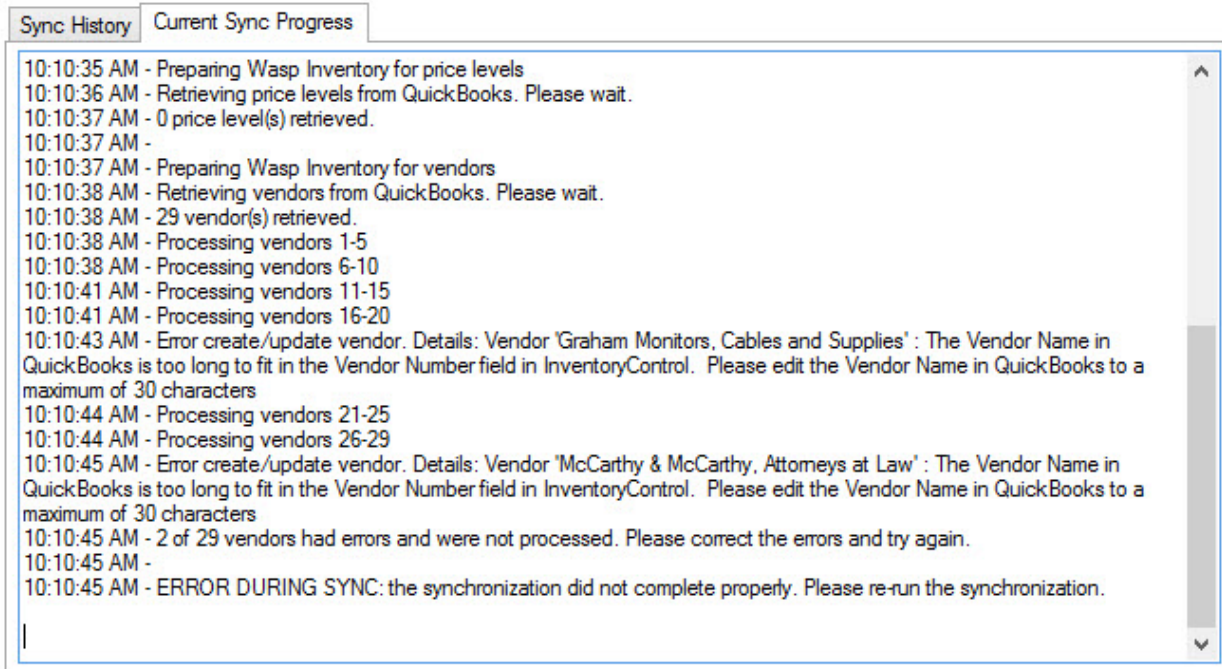 Sync History
Current Sync Progress
10:10:35 AM - Preparing Wasp Inventory for price levels
10:10:36 AM - Retrieving price levels from QuickBooks. Please wait.
10:10:37 AM - 0 price level(s) retrieved.
10:10:37 AM -
10:10:37 AM - Preparing Wasp Inventory for vendors
10:10:38 AM - Retrieving vendors from QuickBooks. Please wait.
10:10:38 AM - 29 vendor(s) retrieved.
10:10:38 AM - Processing vendors 1-5
10:10:38 AM - Processing vendors 6-10
10:10:41 AM - Processing vendors 11-15
10:10:41 AM - Processing vendors 16-20
10:10:43 AM - Error create/update vendor. Details: Vendor 'Graham Monitors, Cables and Supplies' : The Vendor Name in
QuickBooks is too long to fit in the Vendor Number field in InventoryControl.  Please edit the Vendor Name in QuickBooks to a
maximum of 30 characters
10:10:44 AM - Processing vendors 21-25
10:10:44 AM - Processing vendors 26-29
10:10:45 AM - Error create/update vendor. Details: Vendor 'McCarthy & McCarthy, Attorneys at Law' : The Vendor Name in
QuickBooks is too long to fit in the Vendor Number field in InventoryControl.  Please edit the Vendor Name in QuickBooks to a
maximum of 30 characters
10:10:45 AM - 2 of 29 vendors had errors and were not processed. Please correct the errors and try again.
10:10:45 AM -
10:10:45 AM - ERROR DURING SYNC: the synchronization did not complete properly. Please re-run the synchronization.